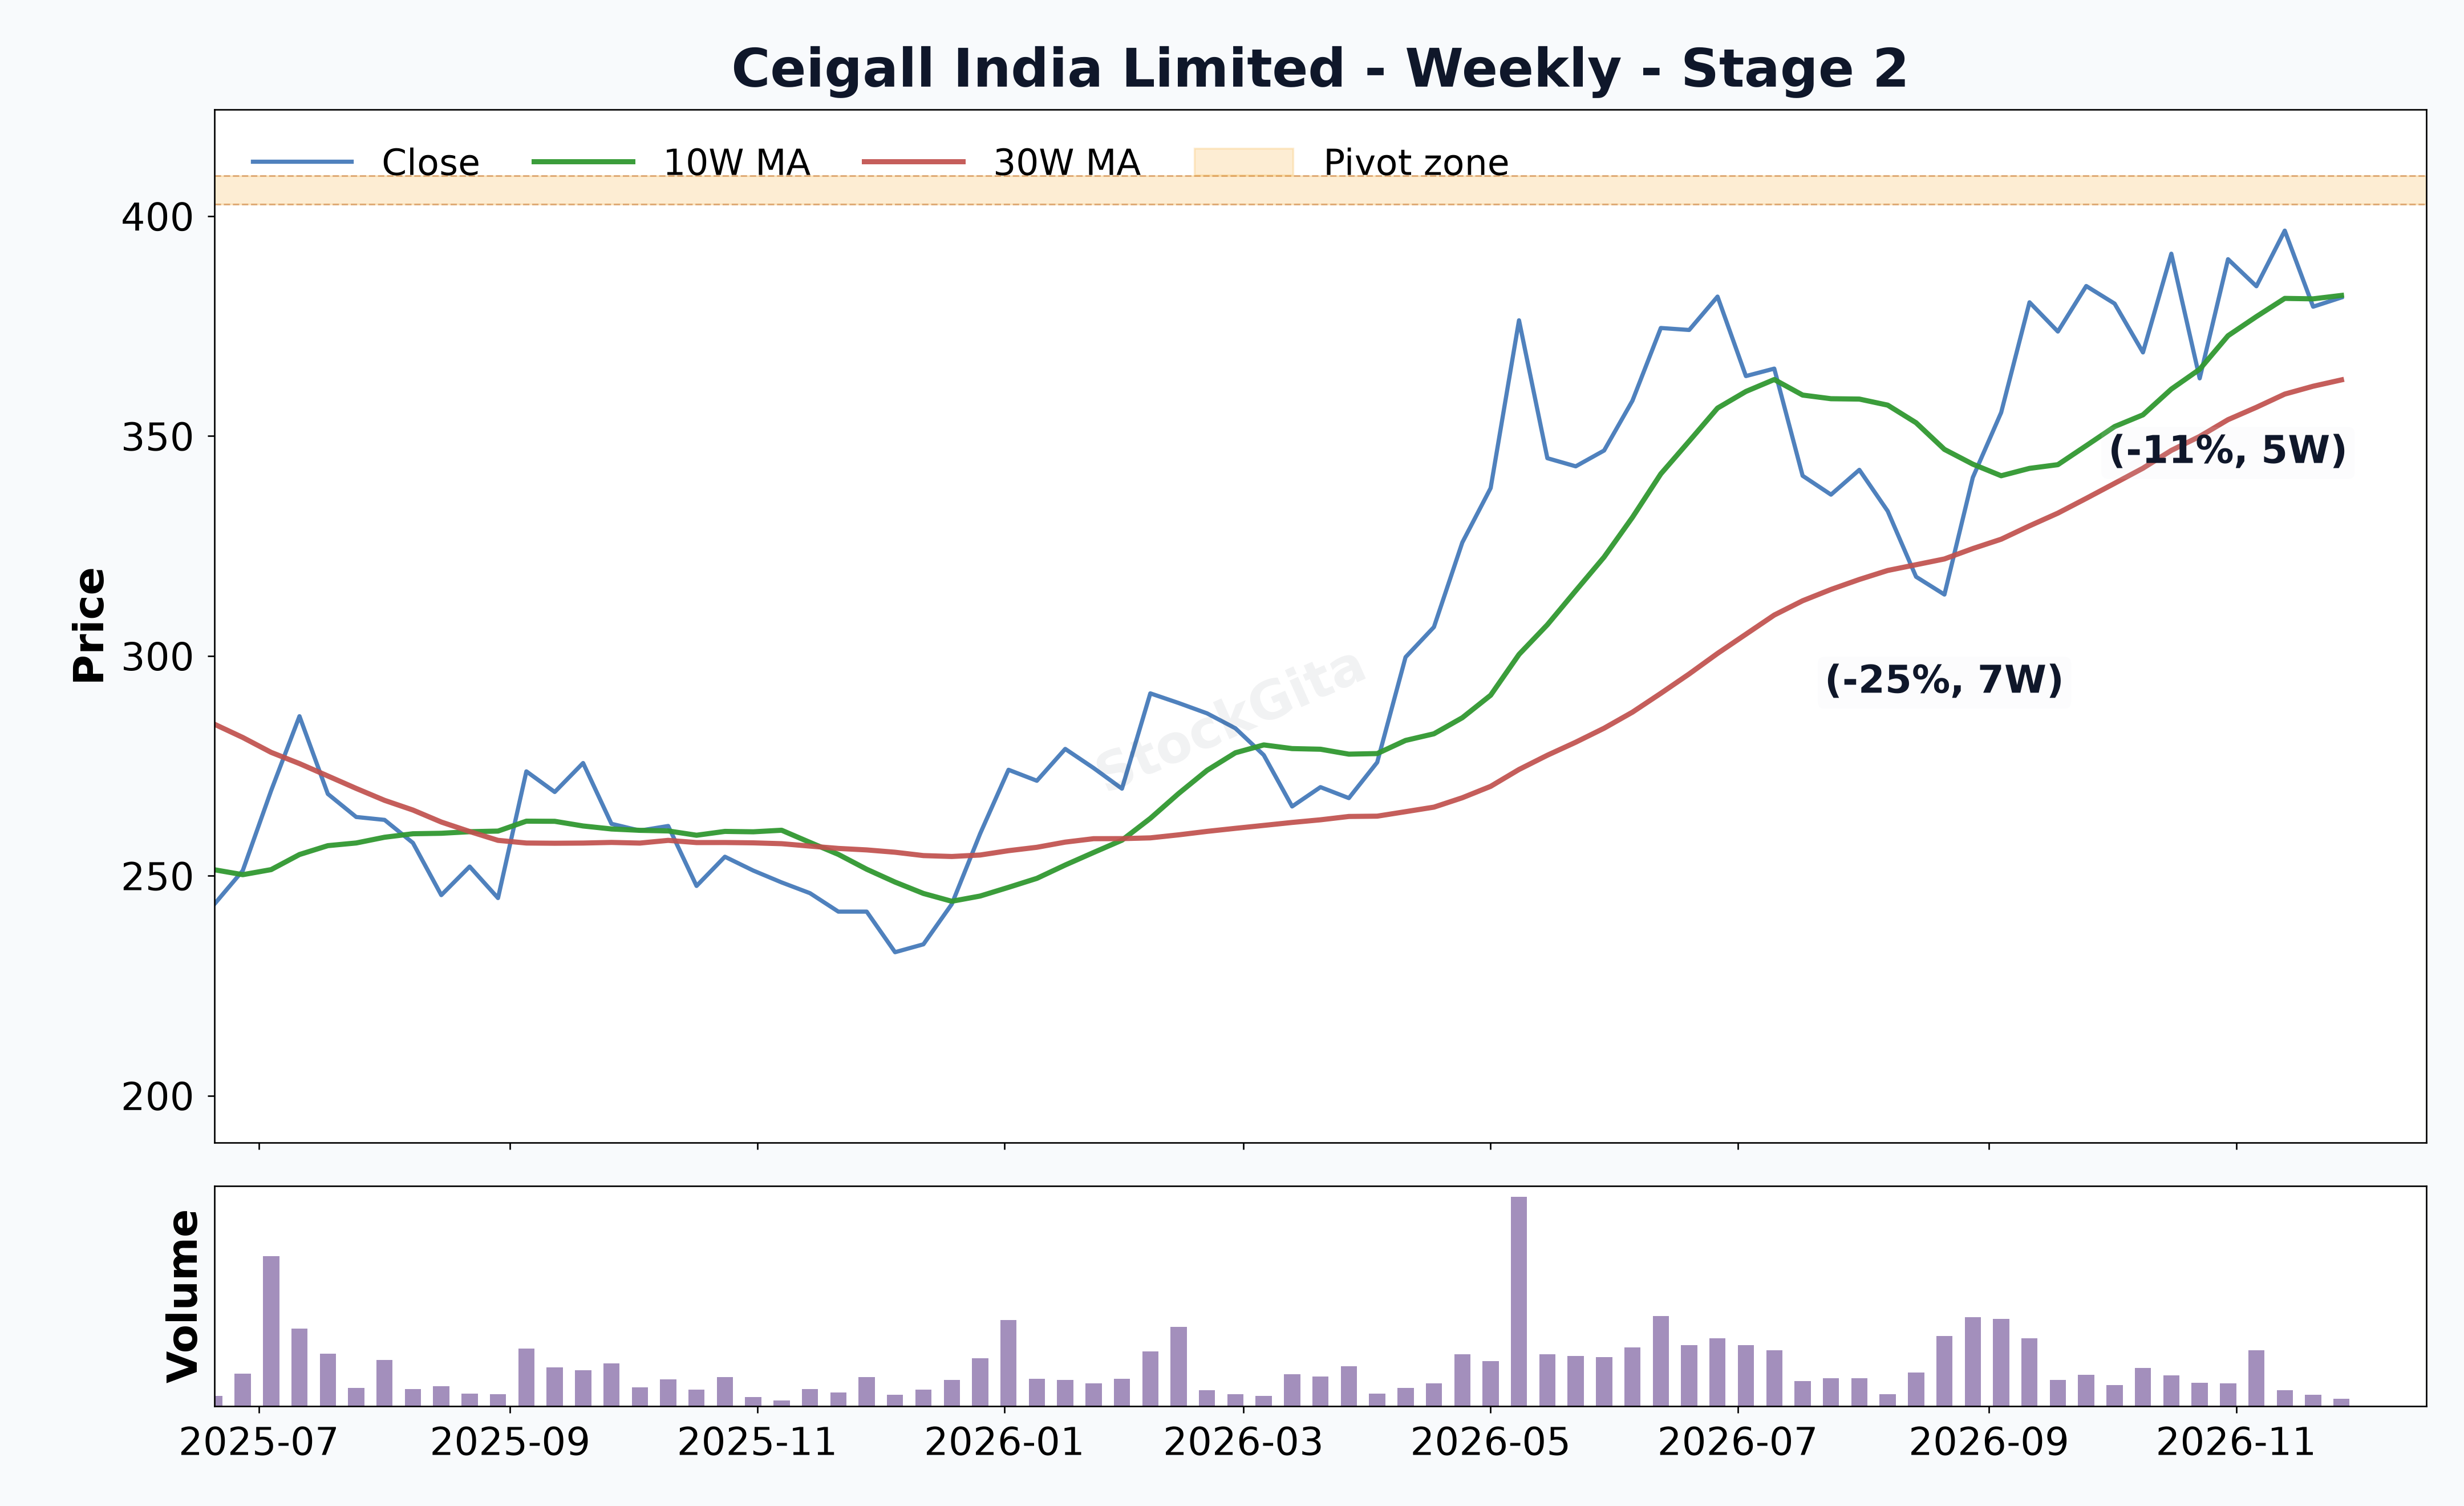 Ceigall India Limited - Weekly - Stage 2
Close 10W MA 30W MA Pivot zone
400
350
300
250
200
Price
(-11%, 5W)
(-25%, 7W)
StockGita
Volume
2025-07 2025-09 2025-11 2026-01 2026-03 2026-05 2026-07 2026-09 2026-11